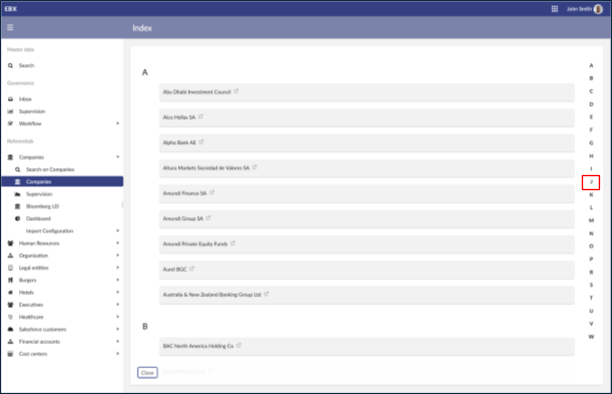 EBX
John Smith
Index
Master data
Search
Governance
Inbox
Supervision
Workflow
Referentials
Companies
Search on Companies
Companies
Supervision
Bloomberg LEI
Dashboard
Import Configuration
Human Resources
Organization
Legal entities
Burgers
Hotels
Executives
Healthcare
Salesforce customers
Financial accounts
Cost centers
A
Abu Dhabi Investment Council
Alpha Bank AE
Altura Markets Sociedad de Valores SA
Amundi Finance SA
Amundi Group SA
Amundi Private Equity Funds
Aurel BGC
Australia & New Zealand Banking Group Ltd
B
BAC North America Holding Co
Close
A
B
C
D
E
F
G
H
I
J
K
L
M
N
O
P
R
S
T
U
V
W